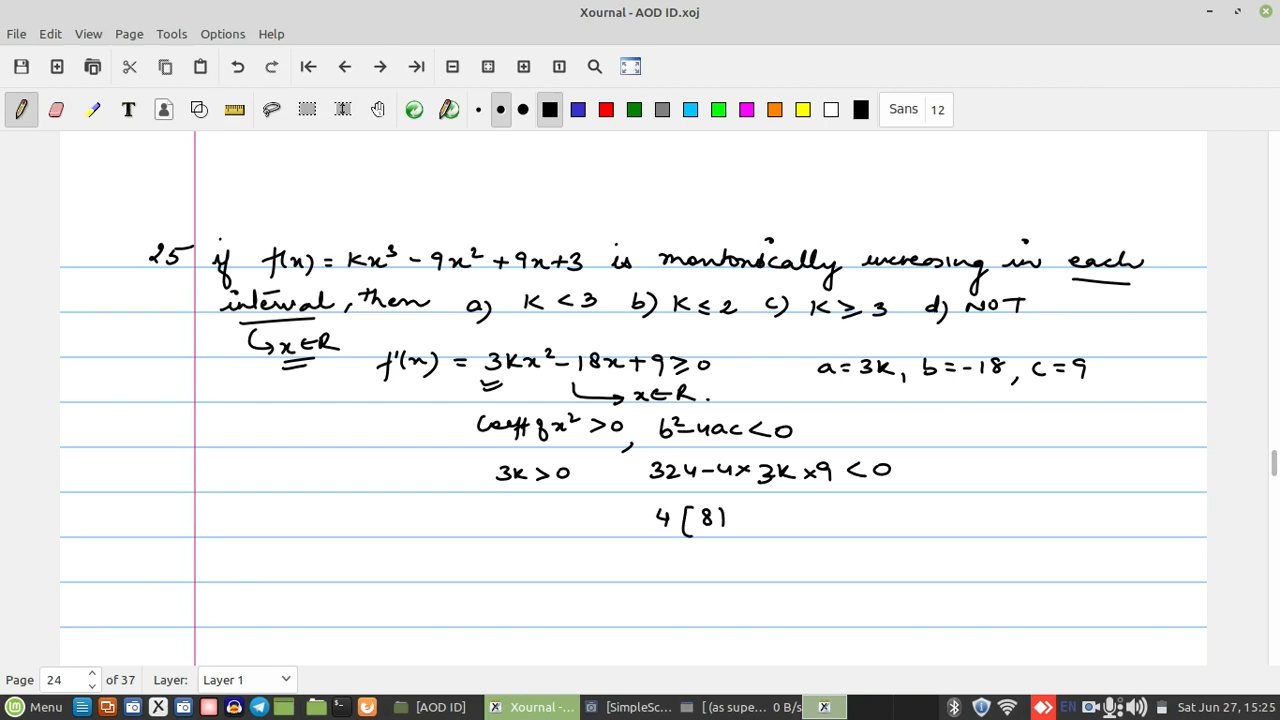 Xournal - AOD ID.xoj
File Edit View Page Tools Options Help
Sans 12
25 if f(x) = kx³ - 9x² + 9x+3 is montonically increasing in each
interval, then a) K < 3 b) K ≤ 2 c) K ≥ 3 d) NOT
↳ x∈R
f'(x) = 3Kx² - 18x + 9 ≥ 0 a = 3K, b = -18, c = 9
↳ x∈R.
Coeff of x² > 0, b² - 4ac < 0
3k > 0 324 - 4 × 3k × 9 < 0
4 [ 81
Page 24 of 37 Layer: Layer 1
Menu [AOD ID] Xournal -... [SimpleScr... [ (as supe... 0 B/s] EN Sat Jun 27, 15:25